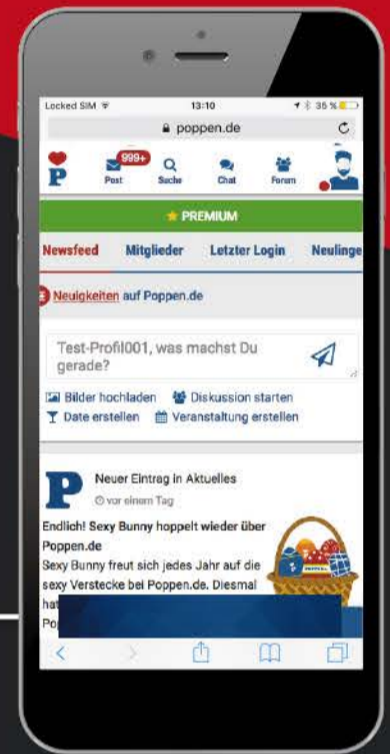 Locked SIM 13:10 35 %
poppen.de
P 999+
Post Suche Chat Forum
PREMIUM
Newsfeed Mitglieder Letzter Login Neulinge
Neuigkeiten auf Poppen.de
Test-Profil001, was machst Du
gerade?
Bilder hochladen Diskussion starten
Date erstellen Veranstaltung erstellen
P Neuer Eintrag in Aktuelles
vor einem Tag
Endlich! Sexy Bunny hoppelt wieder über
Poppen.de
Sexy Bunny freut sich jedes Jahr auf die
sexy Verstecke bei Poppen.de. Diesmal
hat